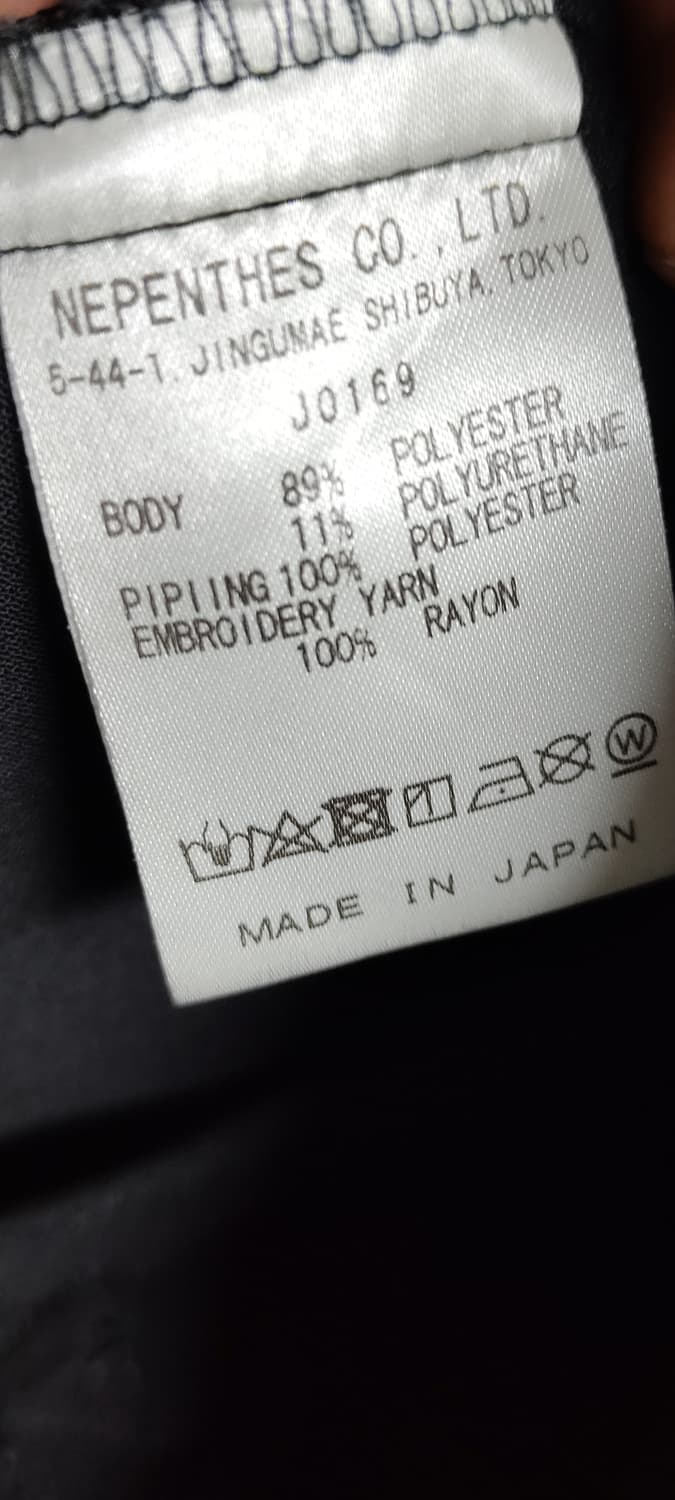 NEPENTHES CO.,LTD.
5-44-1. JINGUMAE SHIBUYA. TOKYO
J0169
BODY 89% POLYESTER
11% POLYURETHANE
PIPIING 100% POLYESTER
EMBROIDERY YARN
100% RAYON
W
MADE IN JAPAN